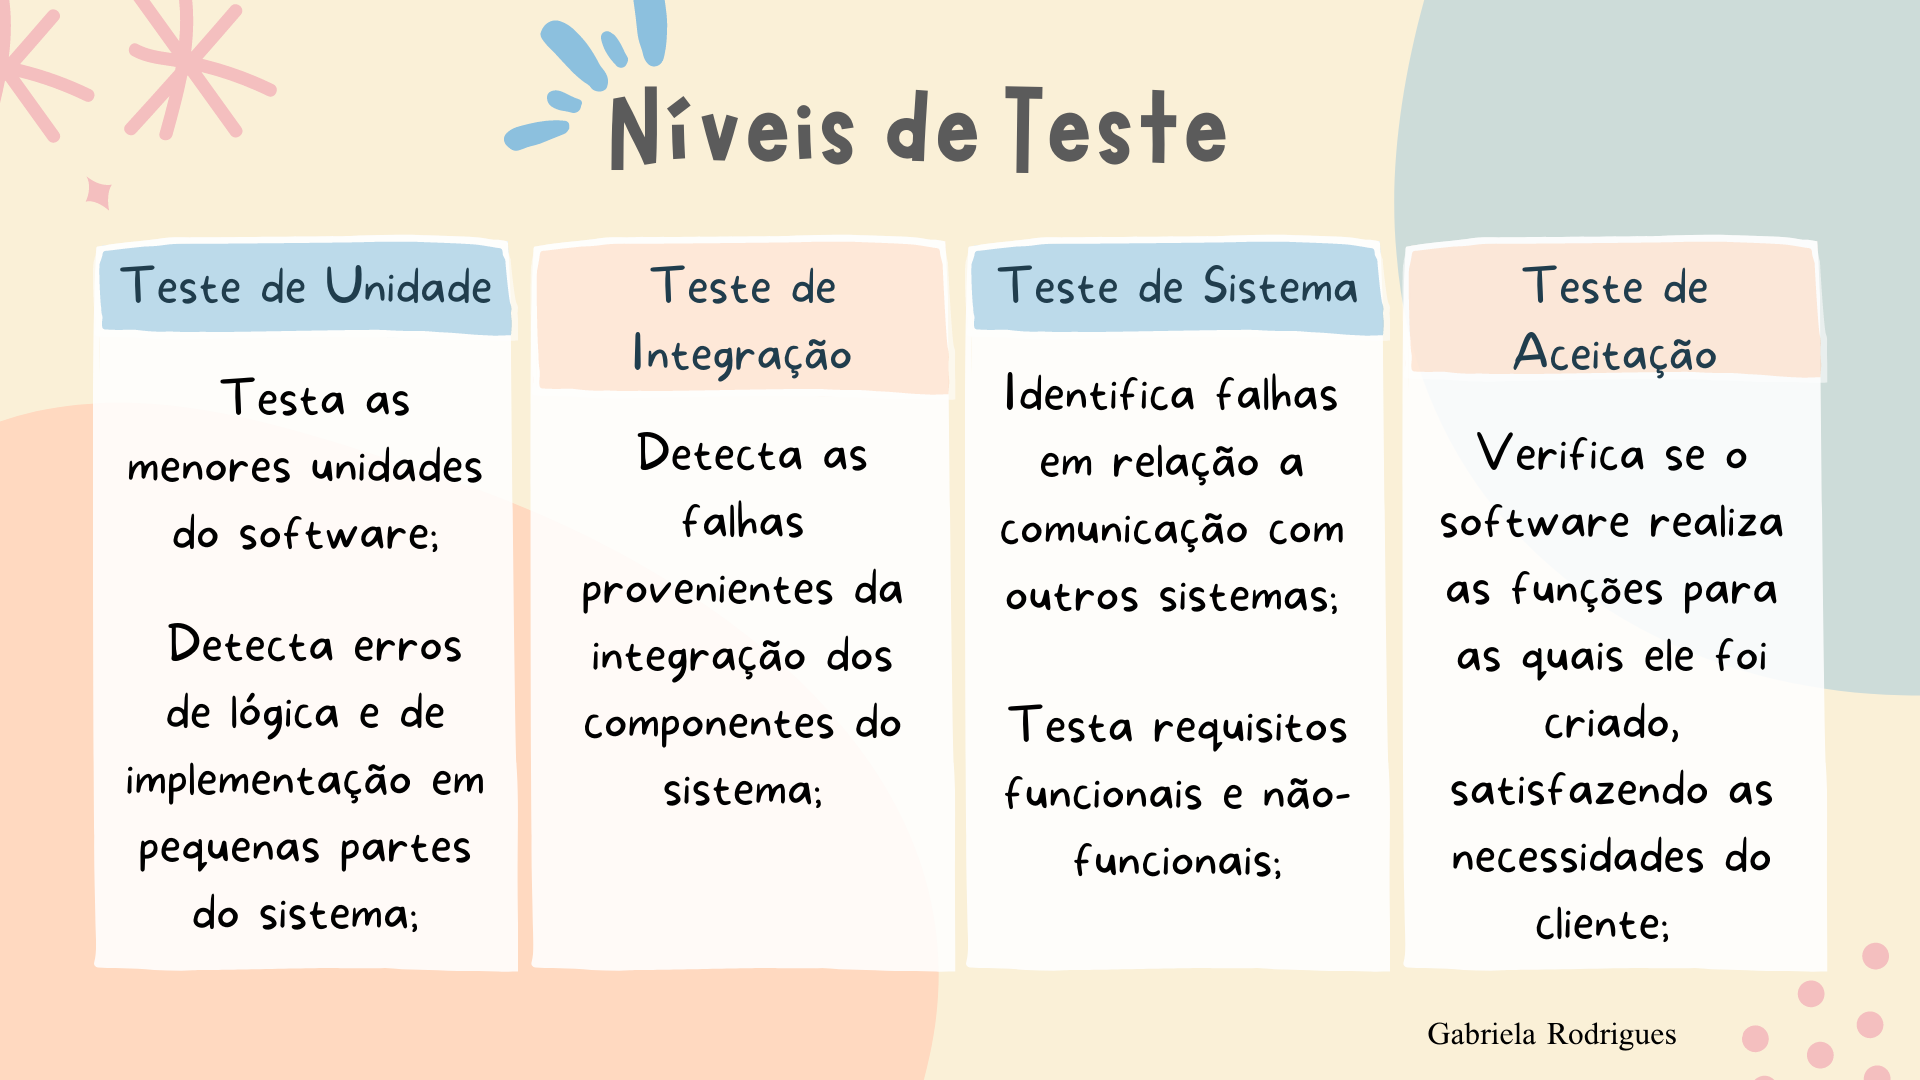 Níveis de Teste
Teste de Unidade
Testa as
menores unidades
do software;
Detecta erros
de lógica e de
implementação em
pequenas partes
do sistema;
Teste de
Integração
Detecta as
falhas
provenientes da
integração dos
componentes do
sistema;
Teste de Sistema
Identifica falhas
em relação a
comunicação com
outros sistemas;
Testa requisitos
funcionais e não-
funcionais;
Teste de
Aceitação
Verifica se o
software realiza
as funções para
as quais ele foi
criado,
satisfazendo as
necessidades do
cliente;
Gabriela Rodrigues